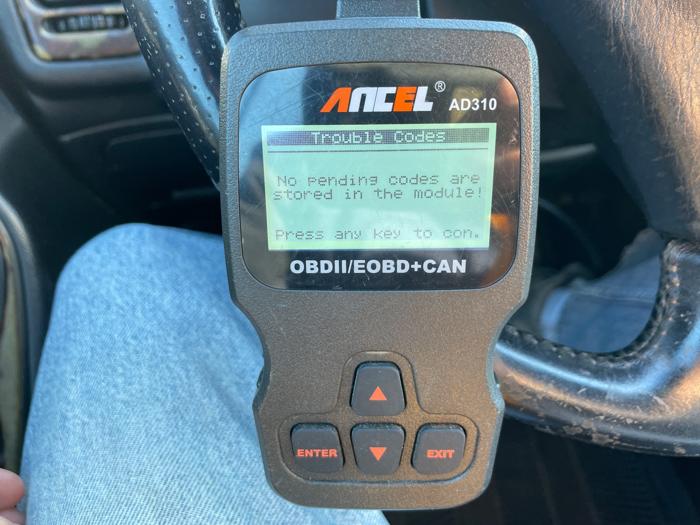 ANCEL®
AD310
Trouble Codes
No pending codes are
stored in the module!
Press any key to con.
OBDII/EOBD+CAN
ENTER
EXIT